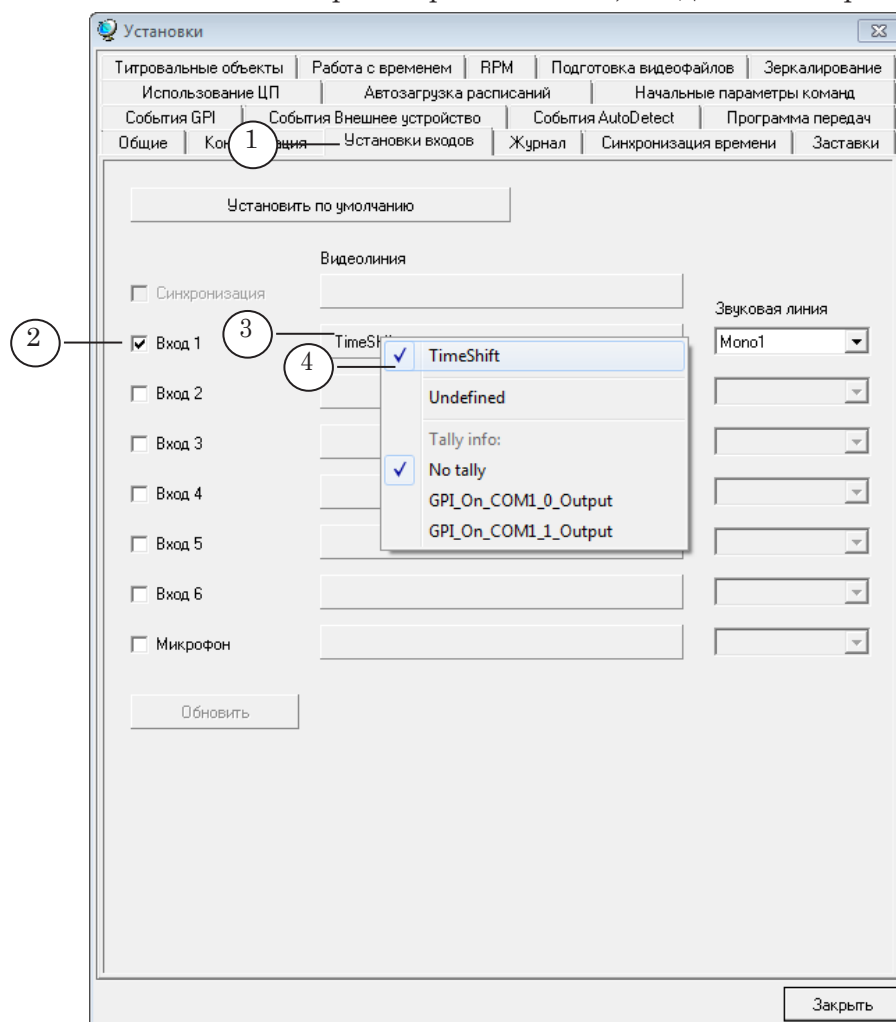 Установки
Титровальные объекты Работа с временем RPM Подготовка видеофайлов Зеркалирование
Использование ЦП Автозагрузка расписаний Начальные параметры команд
События GPI События Внешнее устройство События AutoDetect Программа передач
1
Общие Установки входов Журнал Синхронизация времени Заставки
Установить по умолчанию
Видеолиния
Синхронизация
Звуковая линия
2 Вход 1 3 Mono1
4 TimeShift
Вход 2 Undefined
Вход 3 Tally info:
No tally
Вход 4 GPI_On_COM1_0_Output
Вход 5 GPI_On_COM1_1_Output
Вход 6
Микрофон
Обновить
Закрыть